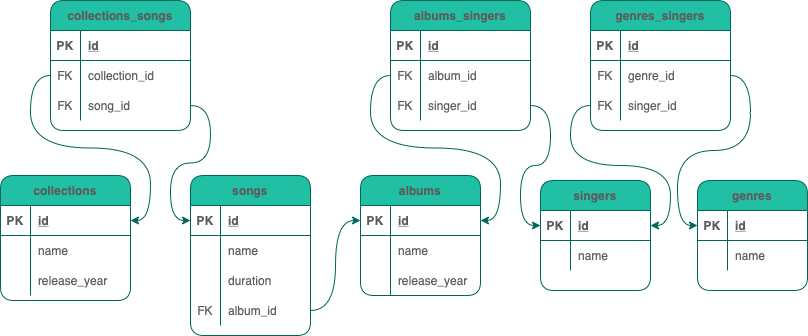 collections_songs
PK id
FK collection_id
FK song_id
albums_singers
PK id
FK album_id
FK singer_id
genres_singers
PK id
FK genre_id
FK singer_id
collections
PK id
name
release_year
songs
PK id
name
duration
FK album_id
albums
PK id
name
release_year
singers
PK id
name
genres
PK id
name